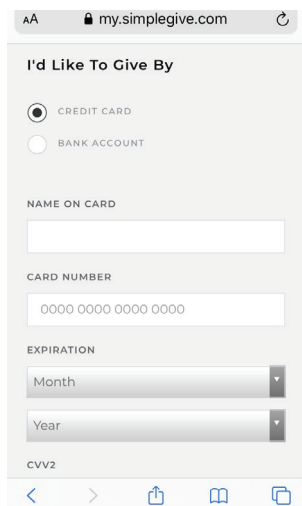 AA my.simplegive.com
I'd Like To Give By
CREDIT CARD
BANK ACCOUNT
NAME ON CARD
CARD NUMBER
0000 0000 0000 0000
EXPIRATION
Month
Year
CVV2